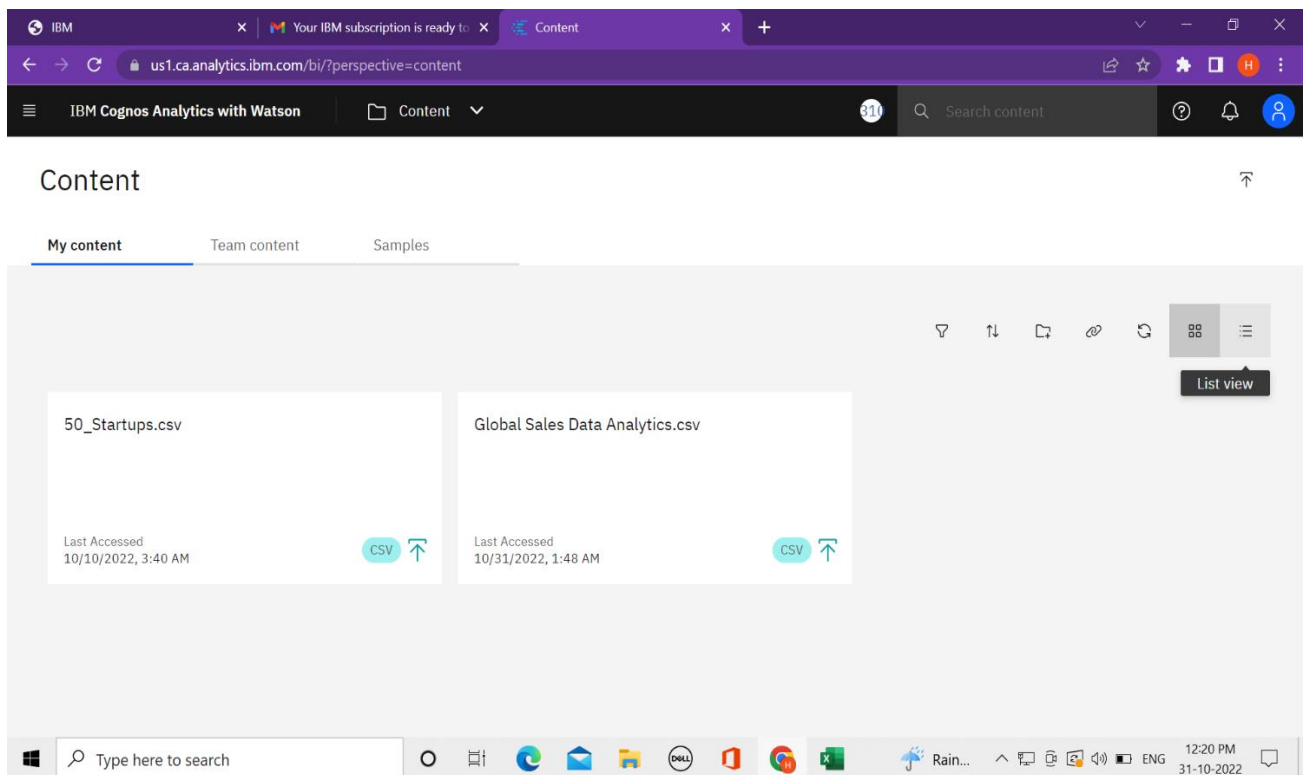 IBM
Your IBM subscription is ready to
Content
us1.ca.analytics.ibm.com/bi/?perspective=content
H
IBM Cognos Analytics with Watson
Content
310
Search content
Content
My content
Team content
Samples
List view
50_Startups.csv
Global Sales Data Analytics.csv
Last Accessed
10/10/2022, 3:40 AM
CSV
Last Accessed
10/31/2022, 1:48 AM
CSV
Type here to search
DELL
H
Rain...
ENG
12:20 PM
31-10-2022